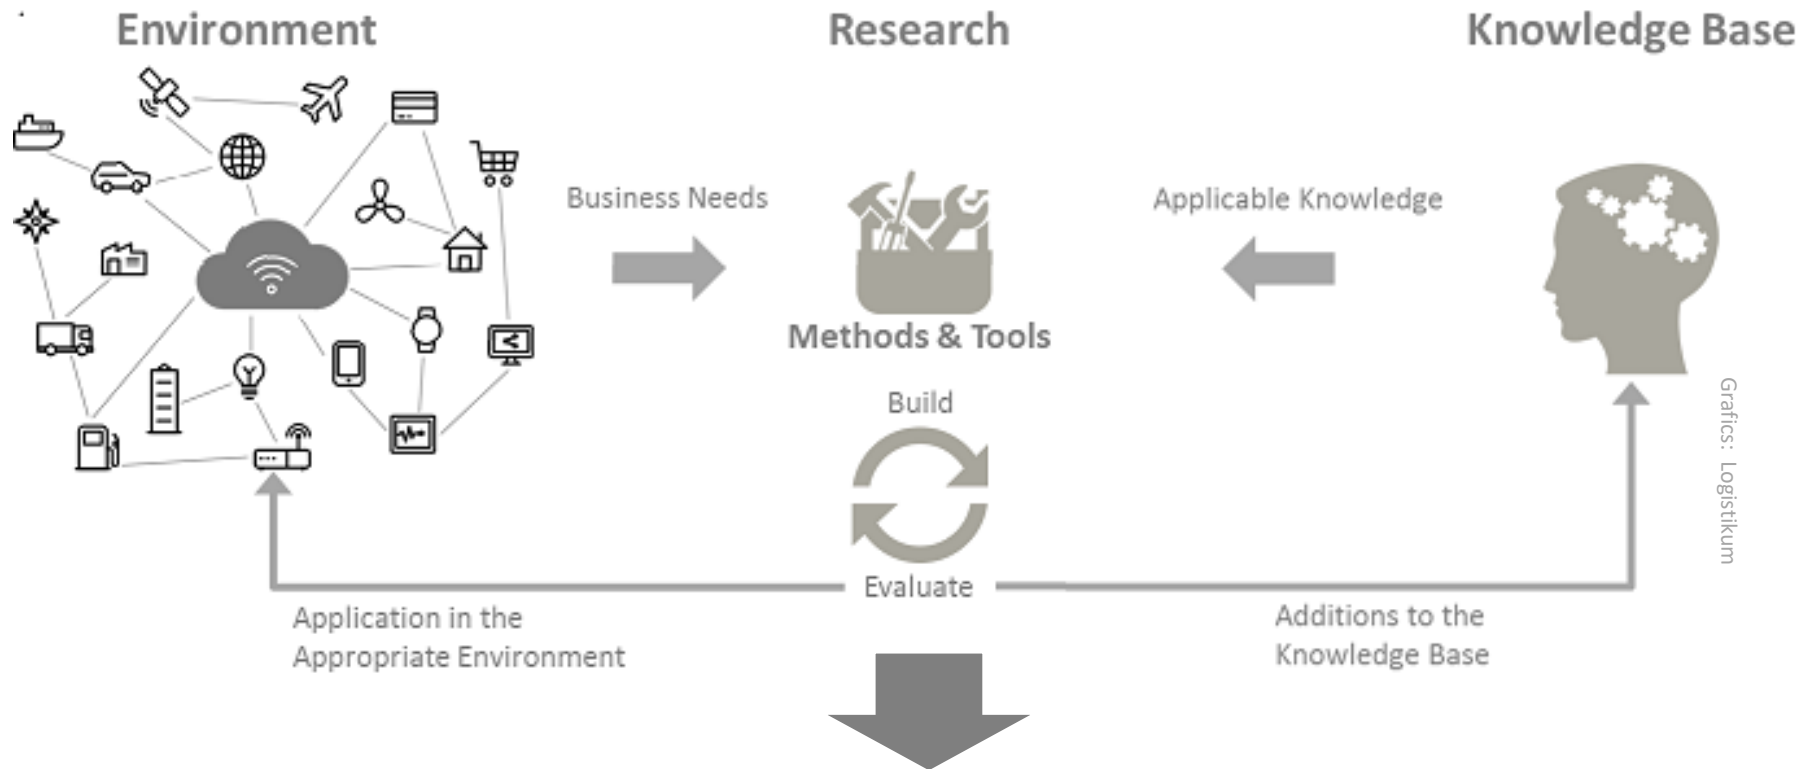 Environment
Research
Knowledge Base
Business Needs
Applicable Knowledge
Methods & Tools
Build
Evaluate
Application in the
Appropriate Environment
Additions to the
Knowledge Base
Grafics: Logistikum